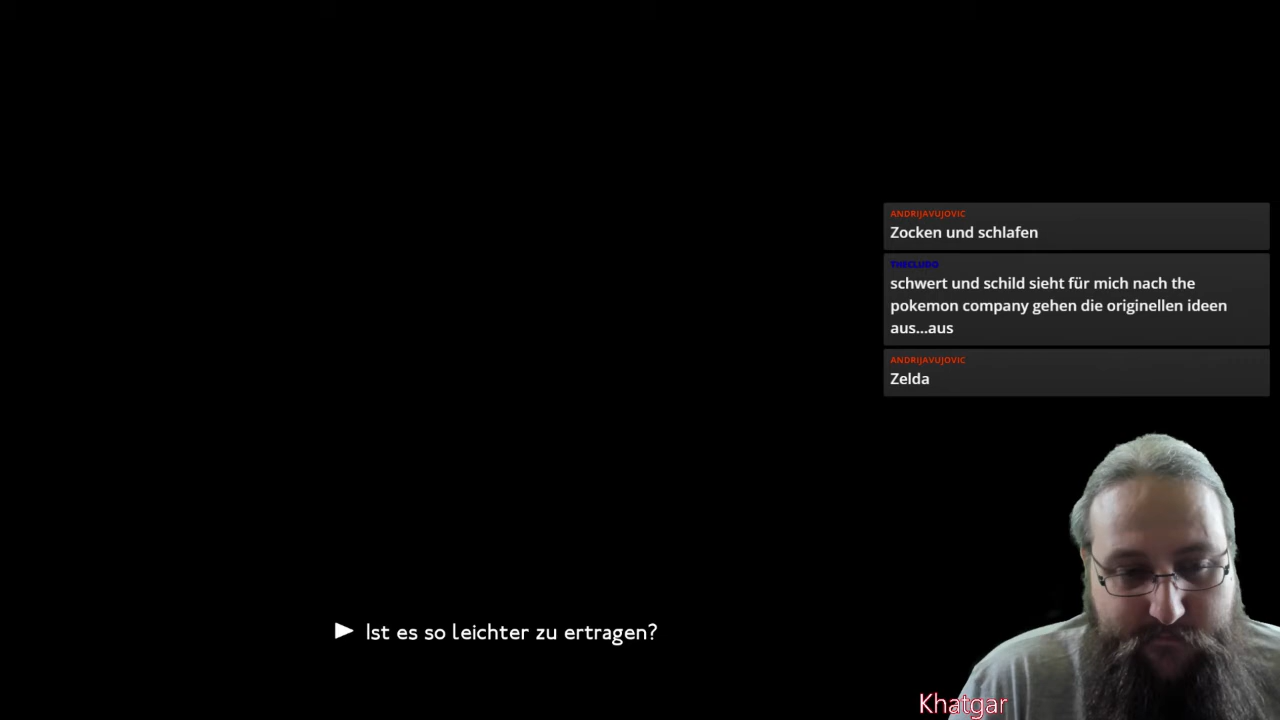 ANDRIJAVUJOVIC
Zocken und schlafen
THECLUDO
schwert und schild sieht für mich nach the
pokemon company gehen die originellen ideen
aus...aus
ANDRIJAVUJOVIC
Zelda
Ist es so leichter zu ertragen?
Khatgar